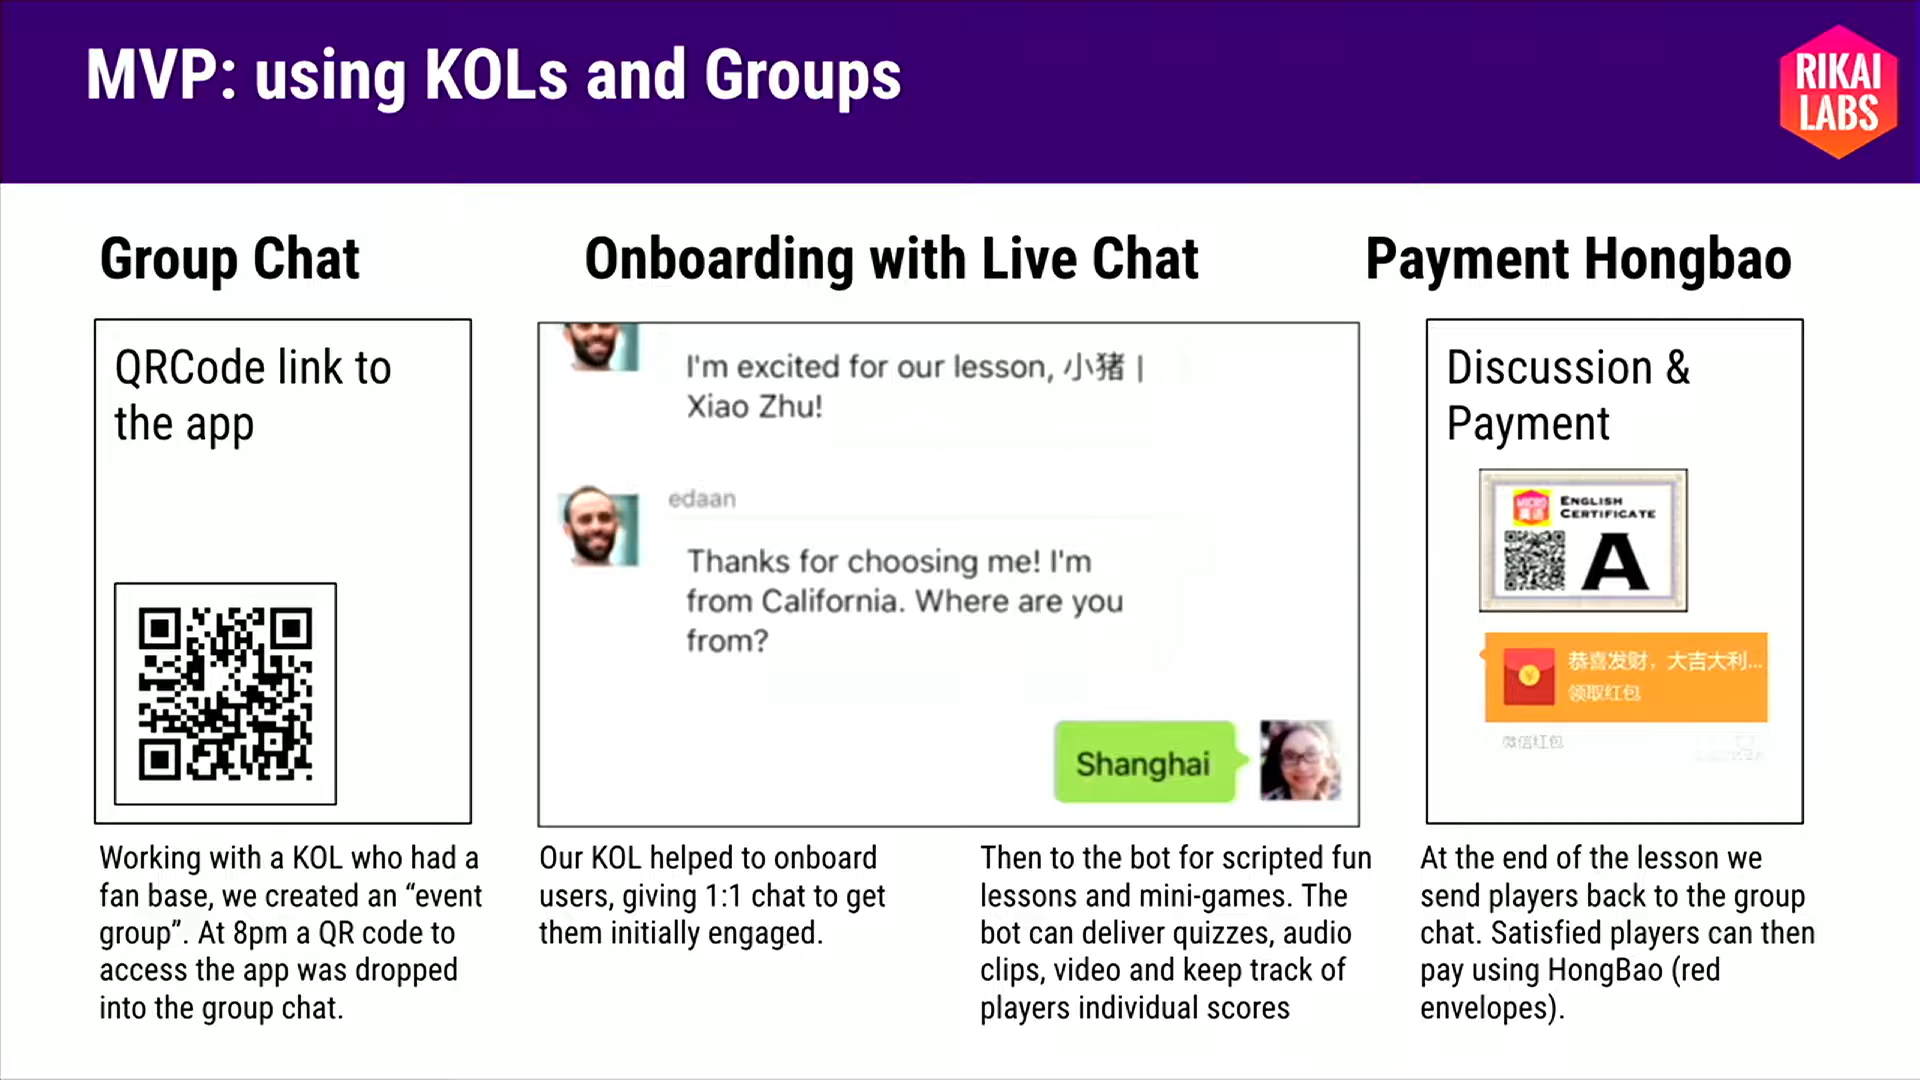 MVP: using KOLs and Groups
RIKAI
LABS
Group Chat
QRCode link to
the app
Working with a KOL who had a
fan base, we created an “event
group”. At 8pm a QR code to
access the app was dropped
into the group chat.
Onboarding with Live Chat
I'm excited for our lesson, 小猪 |
Xiao Zhu!
edaan
Thanks for choosing me! I'm
from California. Where are you
from?
Shanghai
Our KOL helped to onboard
users, giving 1:1 chat to get
them initially engaged.
Then to the bot for scripted fun
lessons and mini-games. The
bot can deliver quizzes, audio
clips, video and keep track of
players individual scores
Payment Hongbao
Discussion &
Payment
ENGLISH
CERTIFICATE
A
恭喜发财，大吉大利...
领取红包
微信红包
At the end of the lesson we
send players back to the group
chat. Satisfied players can then
pay using HongBao (red
envelopes).